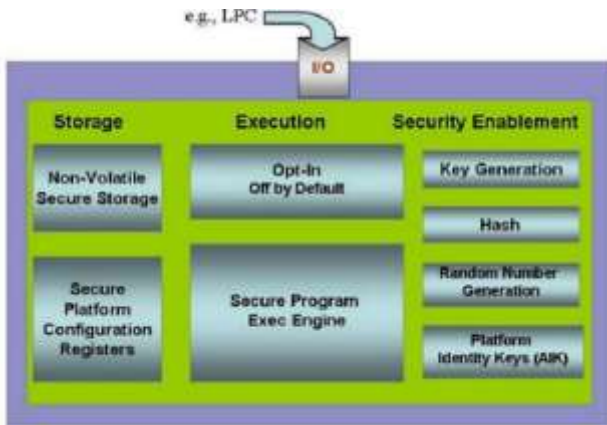 e.g., LPC
I/O
Storage
Execution
Security Enablement
Non-Volatile
Secure Storage
Secure
Platform
Configuration
Registers
Opt-In
Off by Default
Secure Program
Exec Engine
Key Generation
Hash
Random Number
Generation
Platform
Identity Keys (AIK)